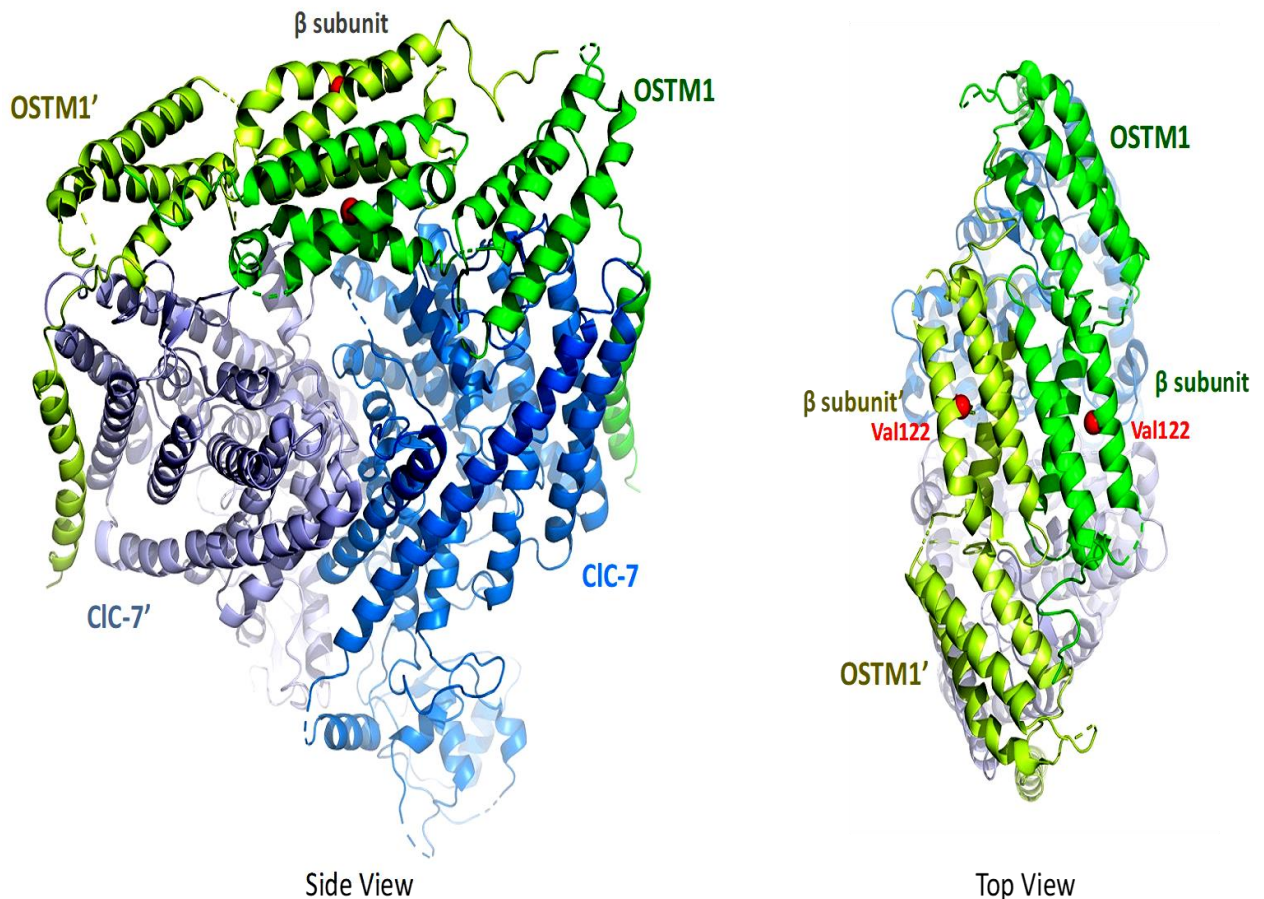 β subunit
OSTM1’
OSTM1
ClC-7’
ClC-7
Side View
OSTM1
β subunit’
Val122
β subunit
Val122
OSTM1’
Top View